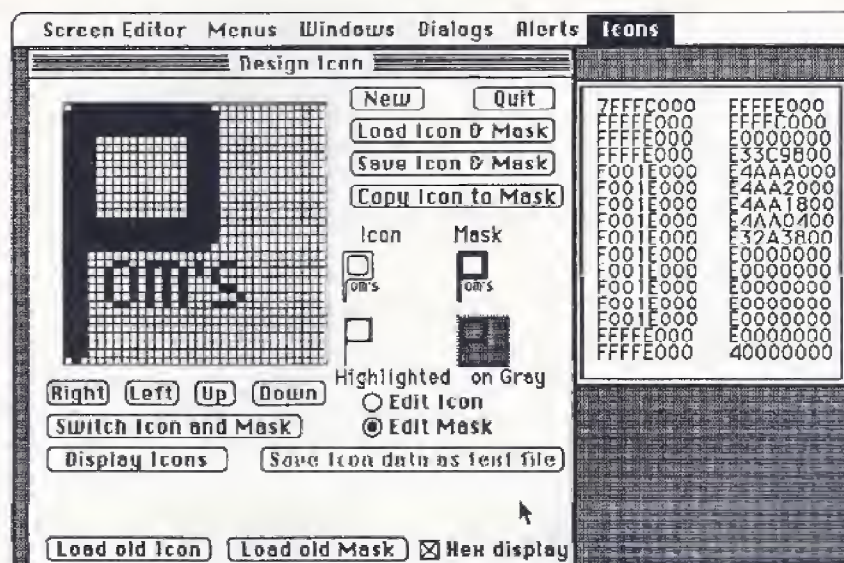 Screen Editor Menus Windows Dialogs Alerts Icons
Design Icon
New Quit
Load Icon & Mask
Save Icon & Mask
Copy Icon to Mask
om's
Icon Mask
om's om's
Highlighted on Gray
Right Left Up Down
Edit Icon
Switch Icon and Mask
Edit Mask
Display Icons Save Icon data as text file
Load old Icon Load old Mask Hex display
7FFFC000 FFFFE000
FFFFE000 FFFFC000
FFFFE000 E0000000
FFFFE000 E33C9800
F001E000 E4AAA000
F001E000 E4AA2000
F001E000 E4AA1800
F001E000 E4AA0400
F001E000 E32A3800
F001E000 E0000000
F001E000 E0000000
F001E000 E0000000
F001E000 E0000000
F001E000 E0000000
FFFFE000 E0000000
FFFFE000 40000000